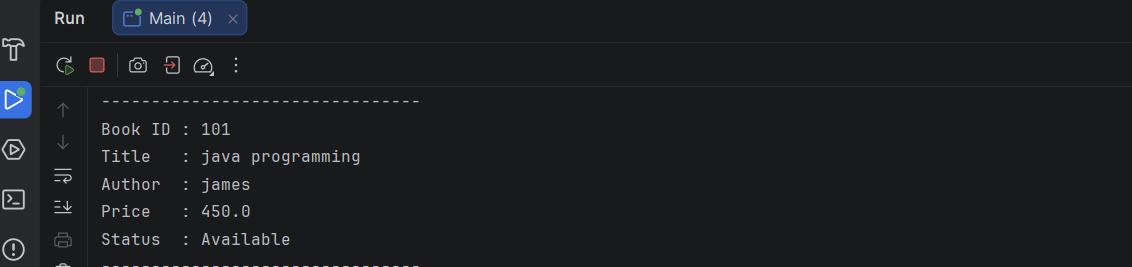 Run Main (4)
--------------------------------
Book ID : 101
Title   : java programming
Author  : james
Price   : 450.0
Status  : Available
--------------------------------